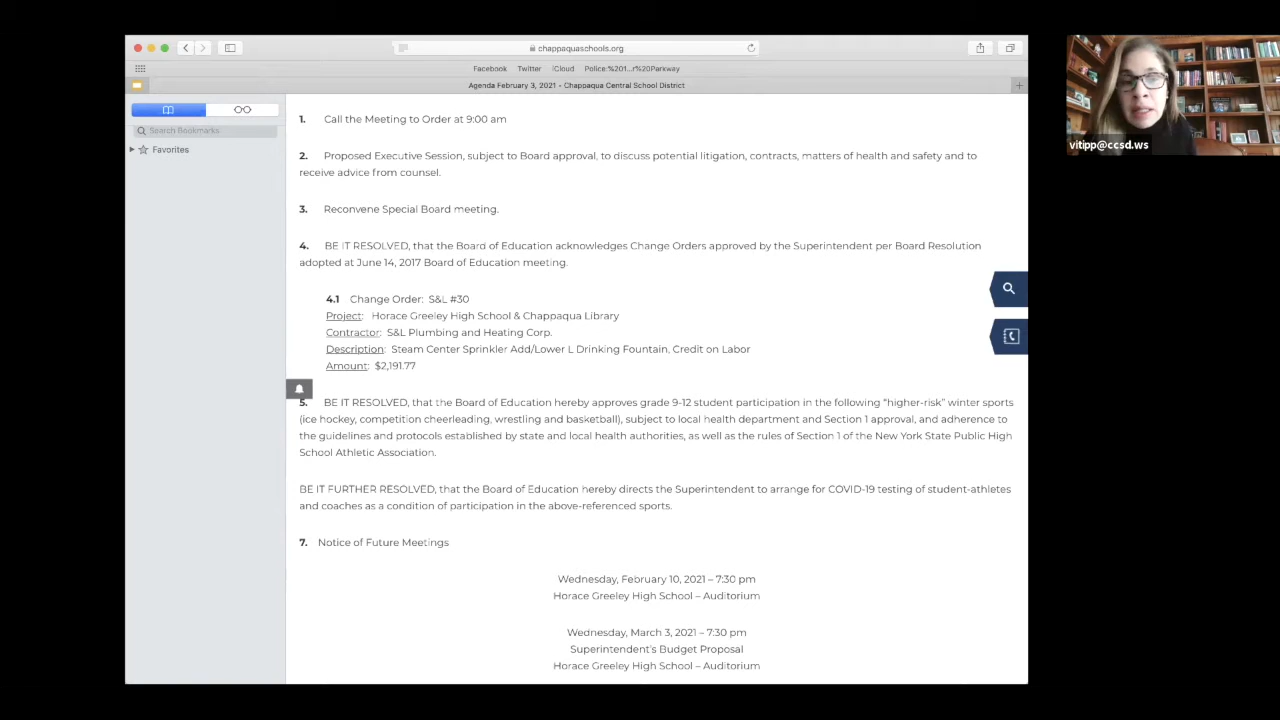 chappaquaschools.org
Facebook Twitter iCloud Police:%201...r%20Parkway
Agenda February 3, 2021 - Chappaqua Central School District
Search Bookmarks
Favorites
1. Call the Meeting to Order at 9:00 am
2. Proposed Executive Session, subject to Board approval, to discuss potential litigation, contracts, matters of health and safety and to
receive advice from counsel.
3. Reconvene Special Board meeting.
4. BE IT RESOLVED, that the Board of Education acknowledges Change Orders approved by the Superintendent per Board Resolution
adopted at June 14, 2017 Board of Education meeting.
4.1 Change Order: S&L #30
Project: Horace Greeley High School & Chappaqua Library
Contractor: S&L Plumbing and Heating Corp.
Description: Steam Center Sprinkler Add/Lower L Drinking Fountain, Credit on Labor
Amount: $2,191.77
5. BE IT RESOLVED, that the Board of Education hereby approves grade 9-12 student participation in the following “higher-risk” winter sports
(ice hockey, competition cheerleading, wrestling and basketball), subject to local health department and Section 1 approval, and adherence to
the guidelines and protocols established by state and local health authorities, as well as the rules of Section 1 of the New York State Public High
School Athletic Association.
BE IT FURTHER RESOLVED, that the Board of Education hereby directs the Superintendent to arrange for COVID-19 testing of student-athletes
and coaches as a condition of participation in the above-referenced sports.
7. Notice of Future Meetings
Wednesday, February 10, 2021 – 7:30 pm
Horace Greeley High School – Auditorium
Wednesday, March 3, 2021 – 7:30 pm
Superintendent's Budget Proposal
Horace Greeley High School – Auditorium
vitipp@ccsd.ws